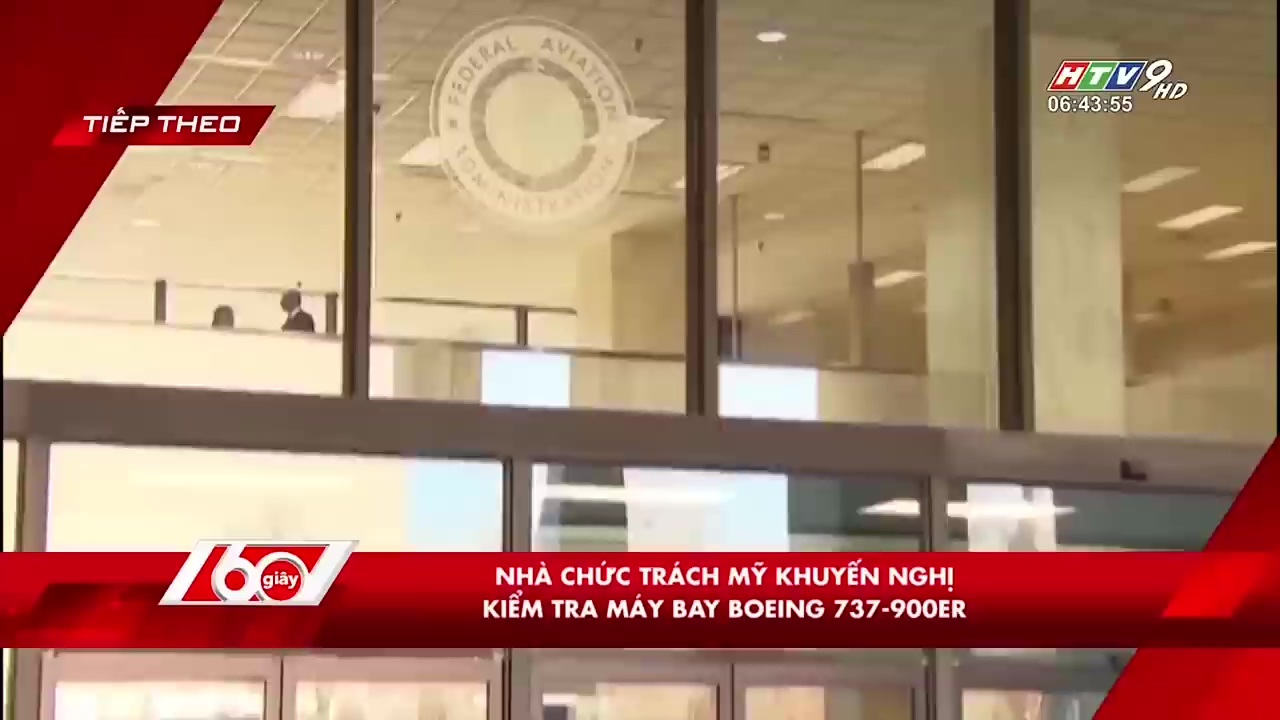 FEDERAL AVIATION
ADMINISTRATION
HTV9
HD
06:43:55
TIẾP THEO
60 giây
NHÀ CHỨC TRÁCH MỸ KHUYẾN NGHỊ
KIỂM TRA MÁY BAY BOEING 737-900ER